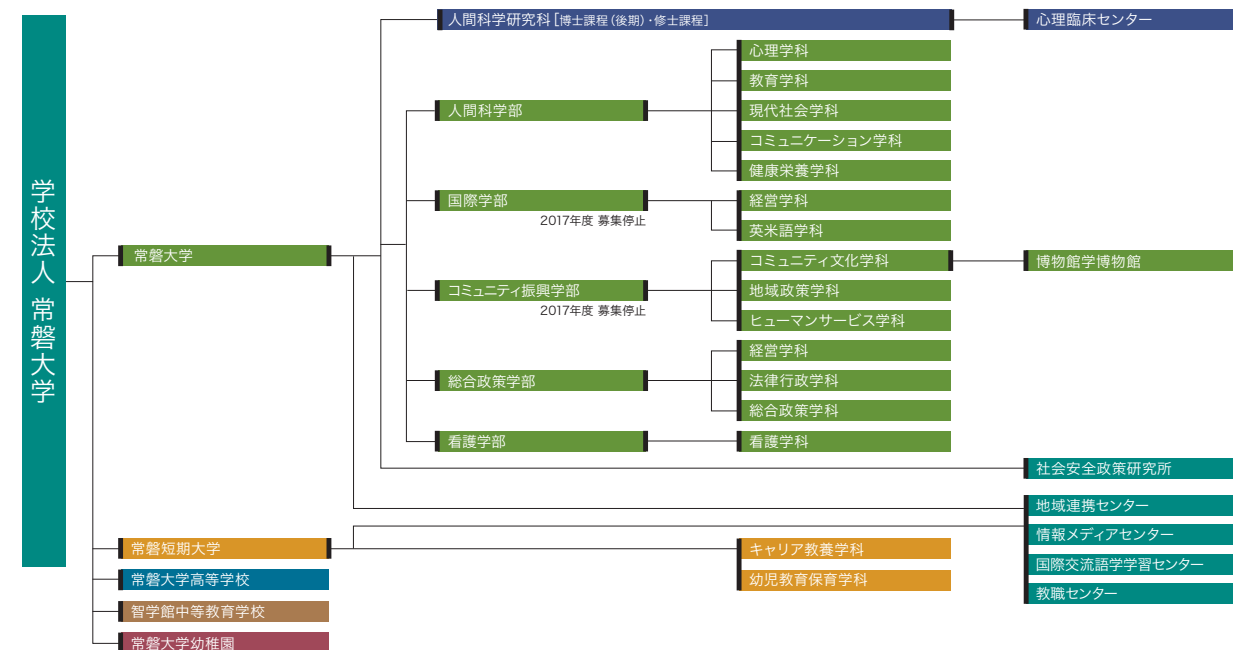 学校法人 常磐大学
人間科学研究科[博士課程(後期)・修士課程]
心理臨床センター
心理学科
教育学科
人間科学部
現代社会学科
コミュニケーション学科
健康栄養学科
国際学部
2017年度 募集停止
経営学科
英米語学科
常磐大学
コミュニティ文化学科
博物館学博物館
コミュニティ振興学部
2017年度 募集停止
地域政策学科
ヒューマンサービス学科
経営学科
総合政策学部
法律行政学科
総合政策学科
看護学部
看護学科
社会安全政策研究所
地域連携センター
情報メディアセンター
国際交流語学学習センター
教職センター
常磐短期大学
キャリア教養学科
幼児教育保育学科
常磐大学高等学校
智学館中等教育学校
常磐大学幼稚園